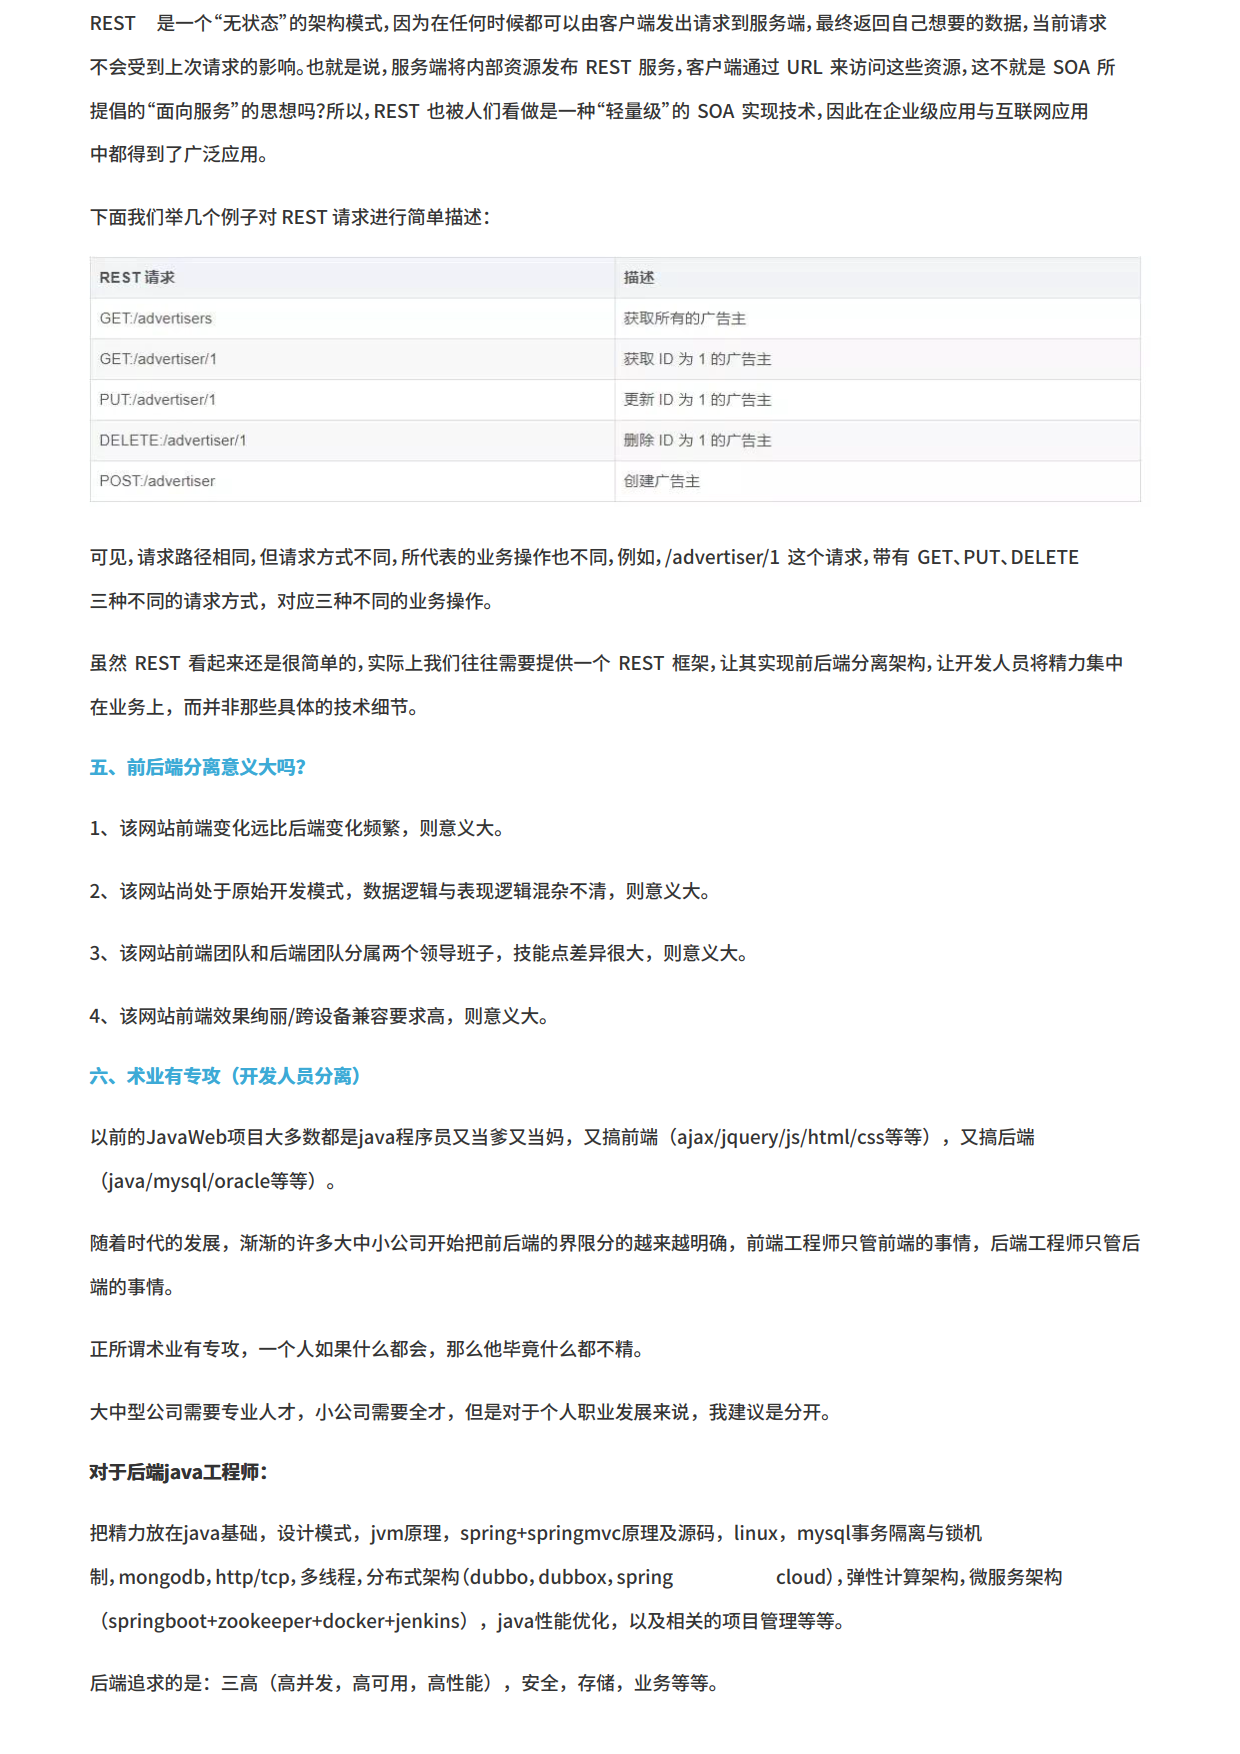 REST 是一个“无状态”的架构模式，因为在任何时候都可以由客户端发出请求到服务端，最终返回自己想要的数据，当前请求
不会受到上次请求的影响。也就是说，服务端将内部资源发布 REST 服务，客户端通过 URL 来访问这些资源，这不就是 SOA 所
提倡的“面向服务”的思想吗？所以，REST 也被人们看做是一种“轻量级”的 SOA 实现技术，因此在企业级应用与互联网应用
中都得到了广泛应用。
下面我们举几个例子对 REST 请求进行简单描述：
REST 请求 描述
GET:/advertisers 获取所有的广告主
GET:/advertiser/1 获取 ID 为 1 的广告主
PUT:/advertiser/1 更新 ID 为 1 的广告主
DELETE:/advertiser/1 删除 ID 为 1 的广告主
POST:/advertiser 创建广告主
可见，请求路径相同，但请求方式不同，所代表的业务操作也不同，例如，/advertiser/1 这个请求，带有 GET、PUT、DELETE
三种不同的请求方式，对应三种不同的业务操作。
虽然 REST 看起来还是很简单的，实际上我们往往需要提供一个 REST 框架，让其实现前后端分离架构，让开发人员将精力集中
在业务上，而并非那些具体的技术细节。
五、前后端分离意义大吗？
1、该网站前端变化远比后端变化频繁，则意义大。
2、该网站尚处于原始开发模式，数据逻辑与表现逻辑混杂不清，则意义大。
3、该网站前端团队和后端团队分属两个领导班子，技能点差异很大，则意义大。
4、该网站前端效果绚丽/跨设备兼容要求高，则意义大。
六、术业有专攻（开发人员分离）
以前的JavaWeb项目大多数都是java程序员又当爹又当妈，又搞前端（ajax/jquery/js/html/css等等），又搞后端
（java/mysql/oracle等等）。
随着时代的发展，渐渐的许多大中小公司开始把前后端的界限分的越来越明确，前端工程师只管前端的事情，后端工程师只管后
端的事情。
正所谓术业有专攻，一个人如果什么都会，那么他毕竟什么都不精。
大中型公司需要专业人才，小公司需要全才，但是对于个人职业发展来说，我建议是分开。
对于后端java工程师：
把精力放在java基础，设计模式，jvm原理，spring+springmvc原理及源码，linux，mysql事务隔离与锁机
制，mongodb，http/tcp，多线程，分布式架构（dubbo，dubbox，spring cloud），弹性计算架构，微服务架构
（springboot+zookeeper+docker+jenkins），java性能优化，以及相关的项目管理等等。
后端追求的是：三高（高并发，高可用，高性能），安全，存储，业务等等。